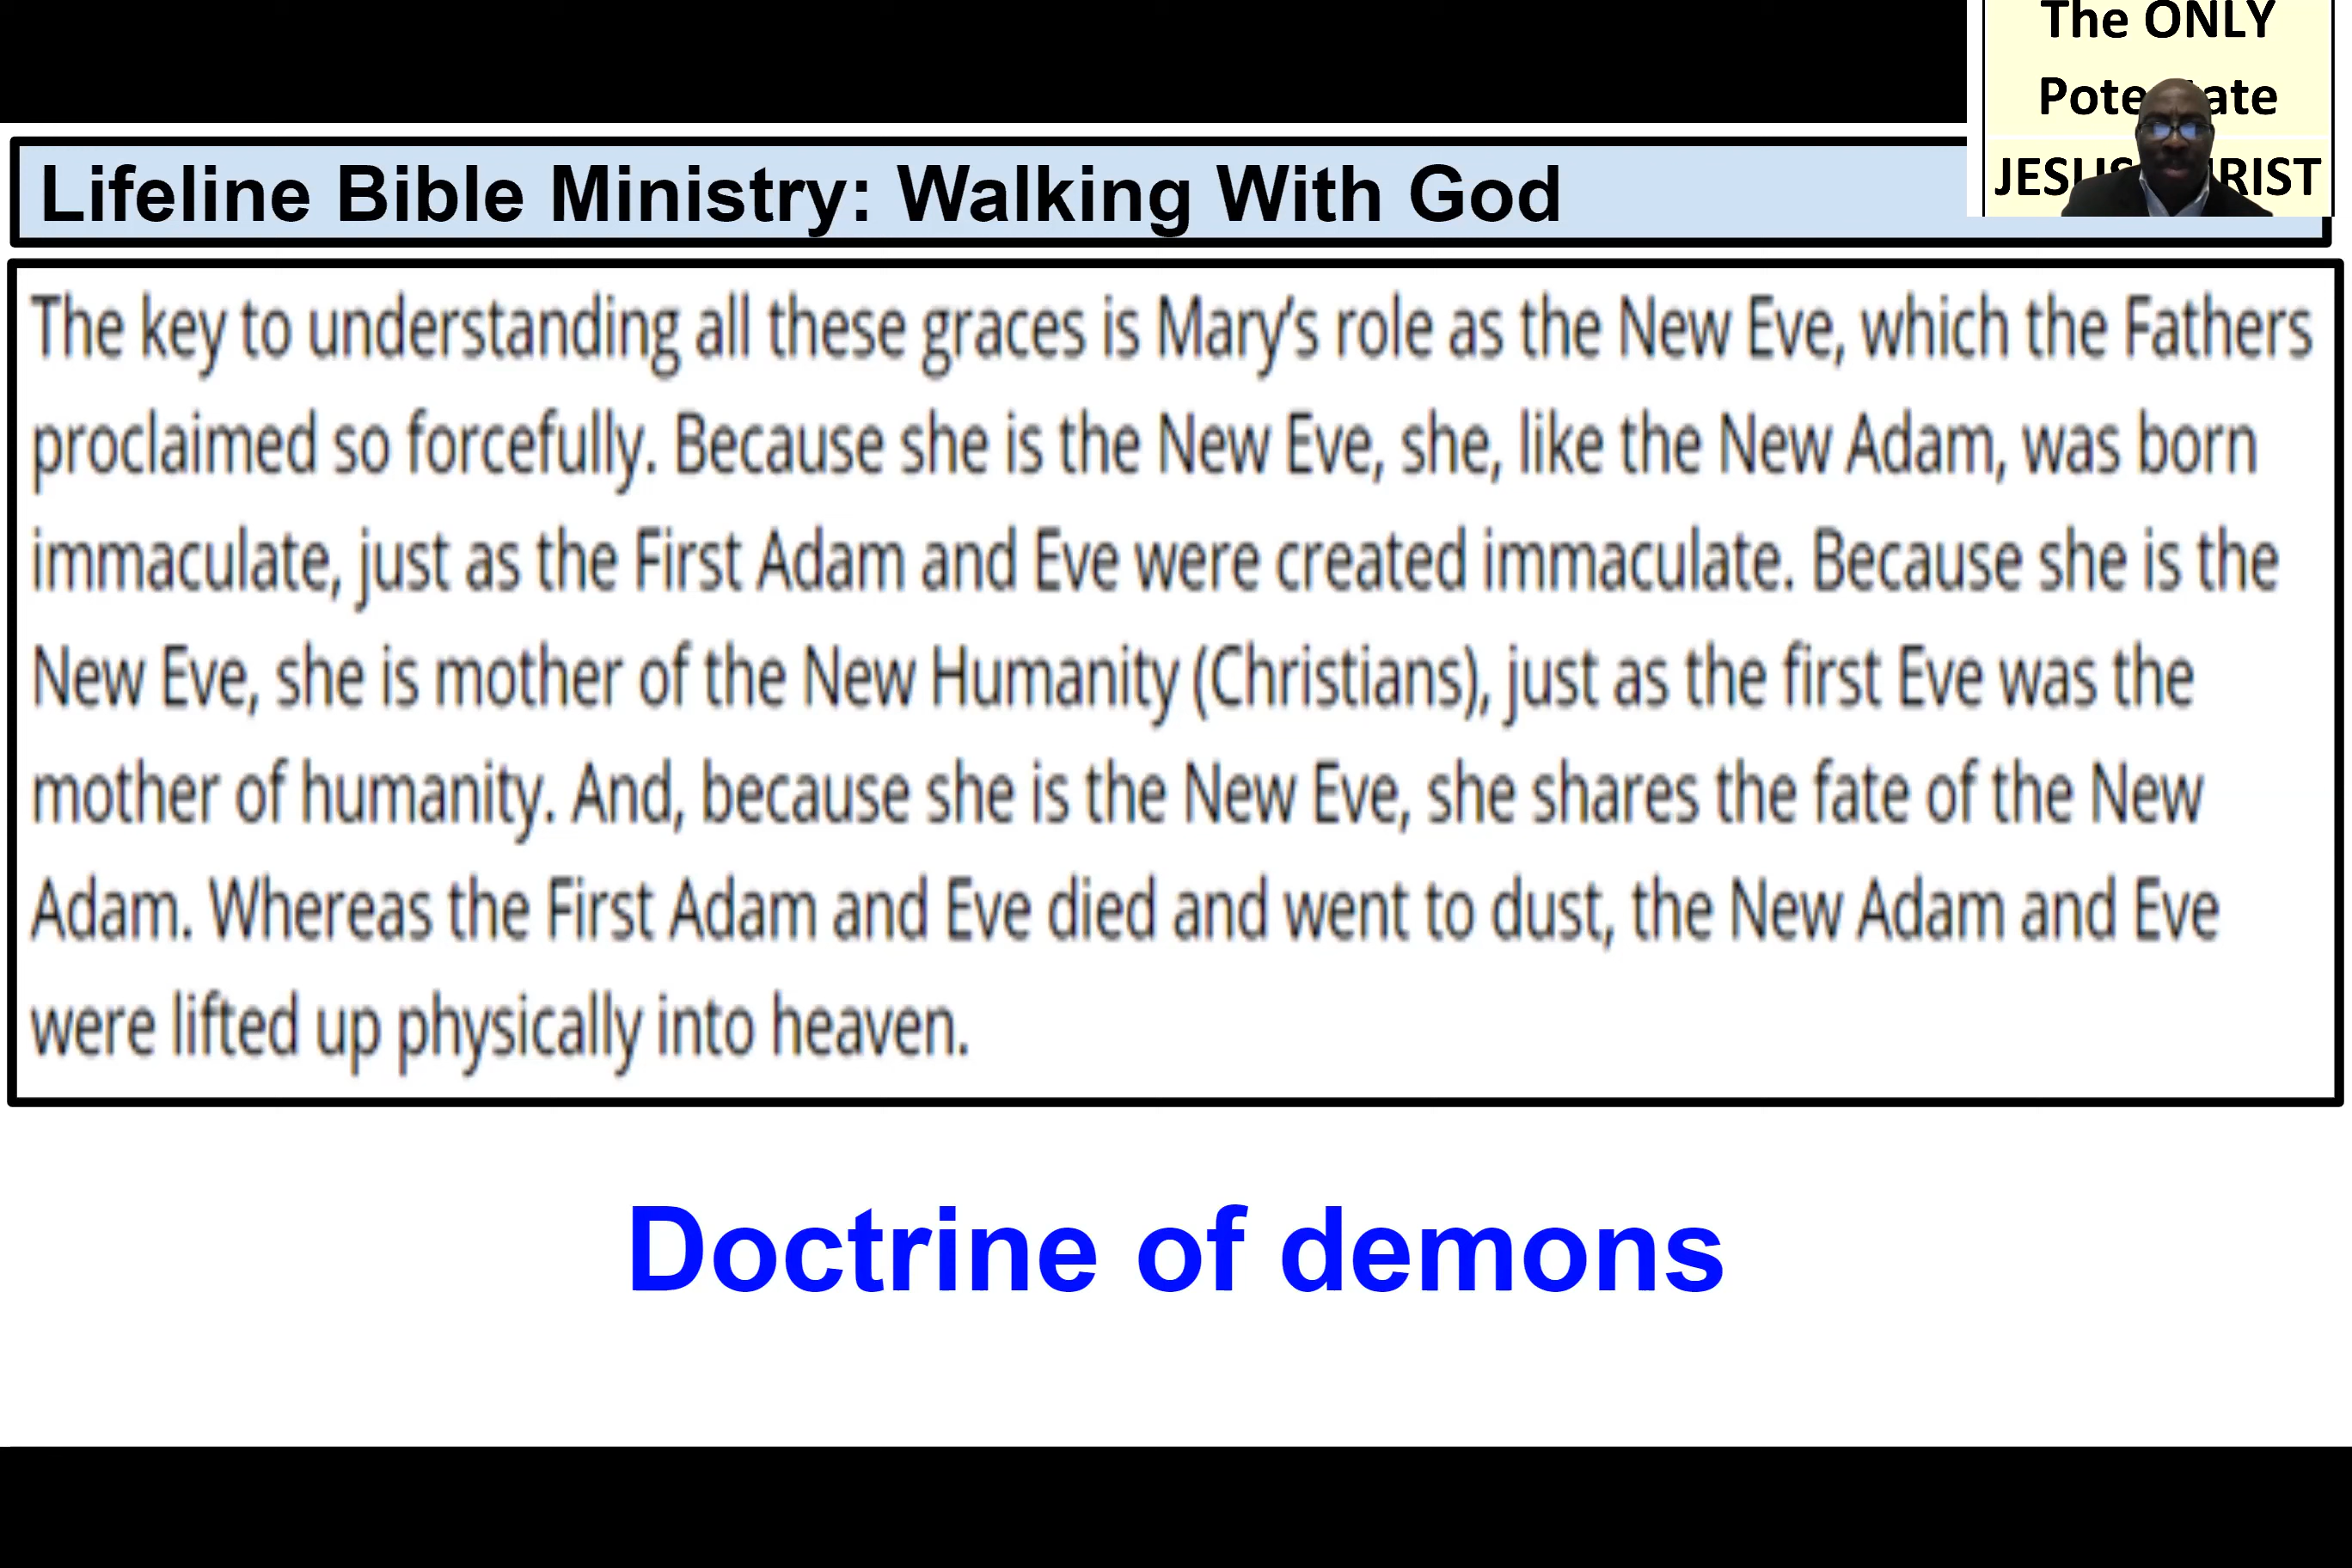 The ONLY
JESUS
Lifeline Bible Ministry: Walking With God
The key to understanding all these graces is Mary's role as the New Eve, which the Fathers
proclaimed so forcefully. Because she is the New Eve, she, like the New Adam, was born
immaculate, just as the First Adam and Eve were created immaculate. Because she is the
New Eve, she is mother of the New Humanity (Christians), just as the first Eve was the
mother of humanity. And, because she is the New Eve, she shares the fate of the New
Adam. Whereas the First Adam and Eve died and went to dust, the New Adam and Eve
were lifted up physically into heaven.
Doctrine of demons